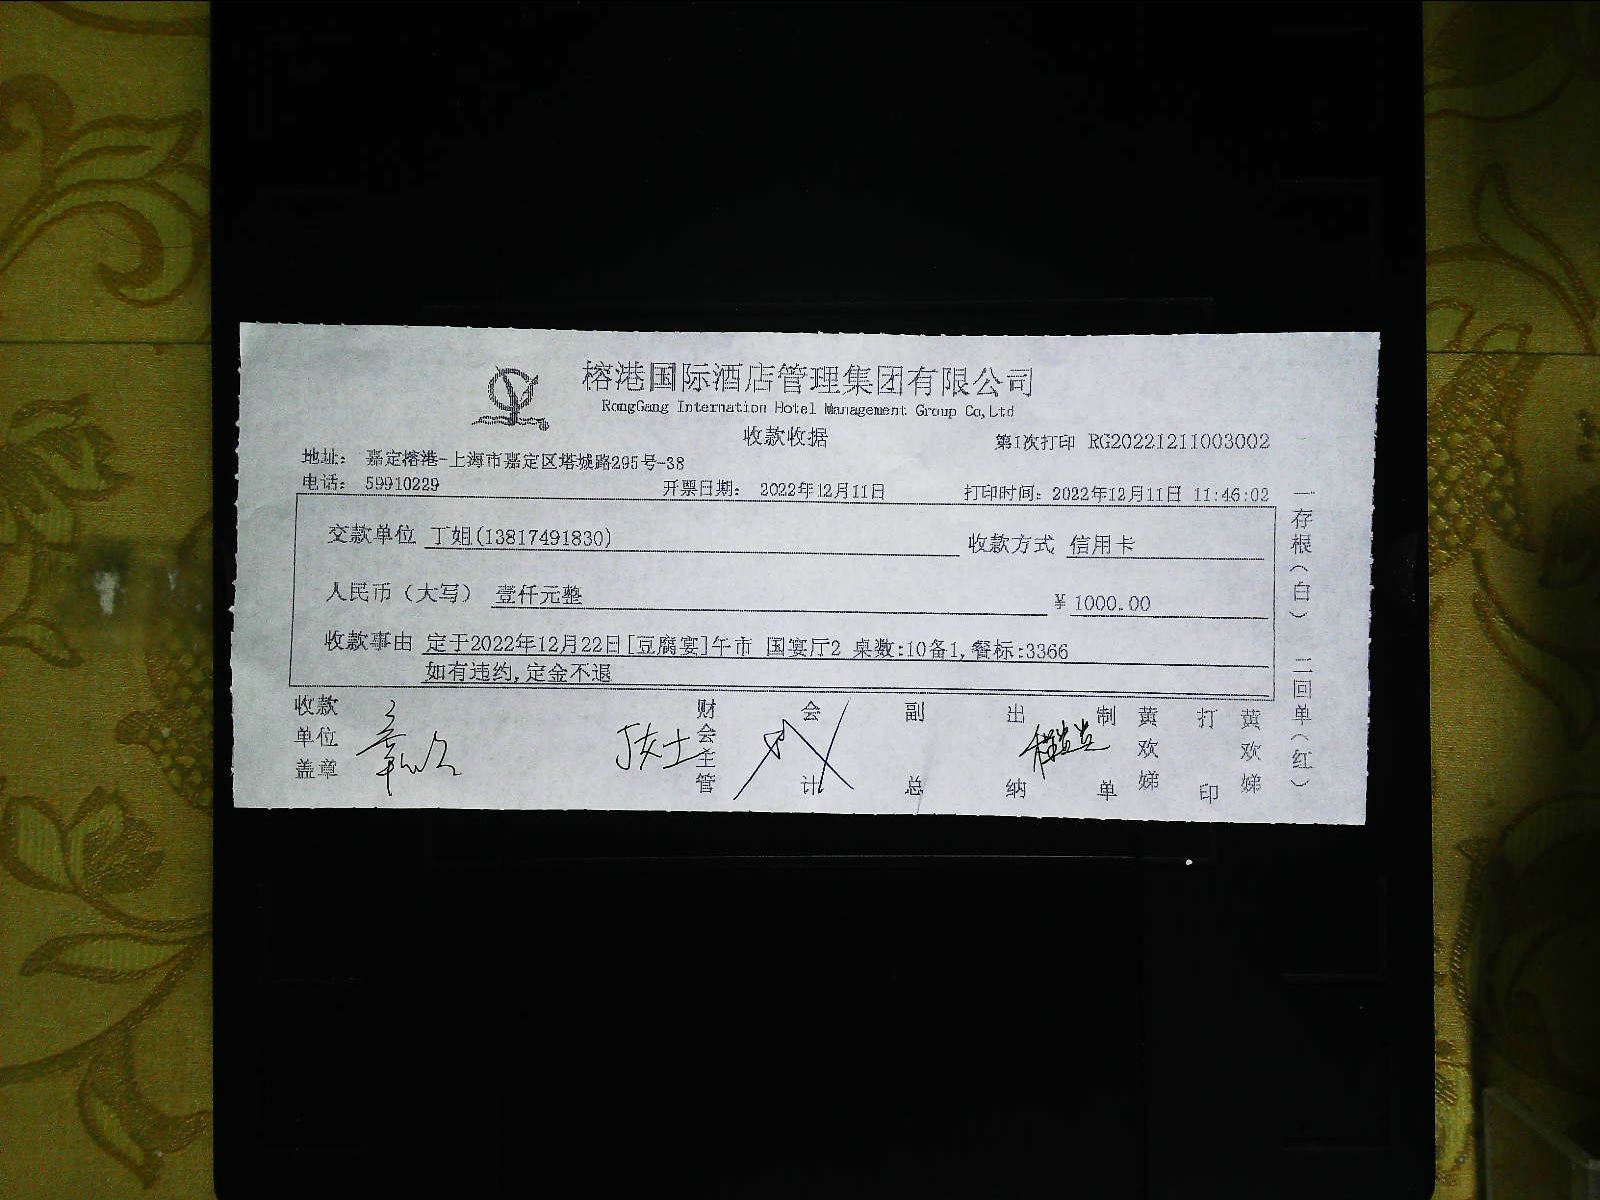 榕港国际酒店管理集团有限公司
RongGang Internation Hotel Management Group Co,Ltd
收款收据
第1次打印 RG20221211003002
地址： 嘉定榕港-上海市嘉定区塔城路295号-38
电话： 59910229 开票日期： 2022年12月11日 打印时间：2022年12月11日 11:46:02
交款单位 丁姐(13817491830) 收款方式 信用卡
人民币（大写） 壹仟元整 ¥ 1000.00
收款事由 定于2022年12月22日[豆腐宴]午市 国宴厅2 桌数:10备1,餐标:3366
如有违约,定金不退
收款单位盖章 财会主管 会计 副总 出纳 制单 黄欢娣 打印 黄欢娣
一存根（白） 二回单（红）